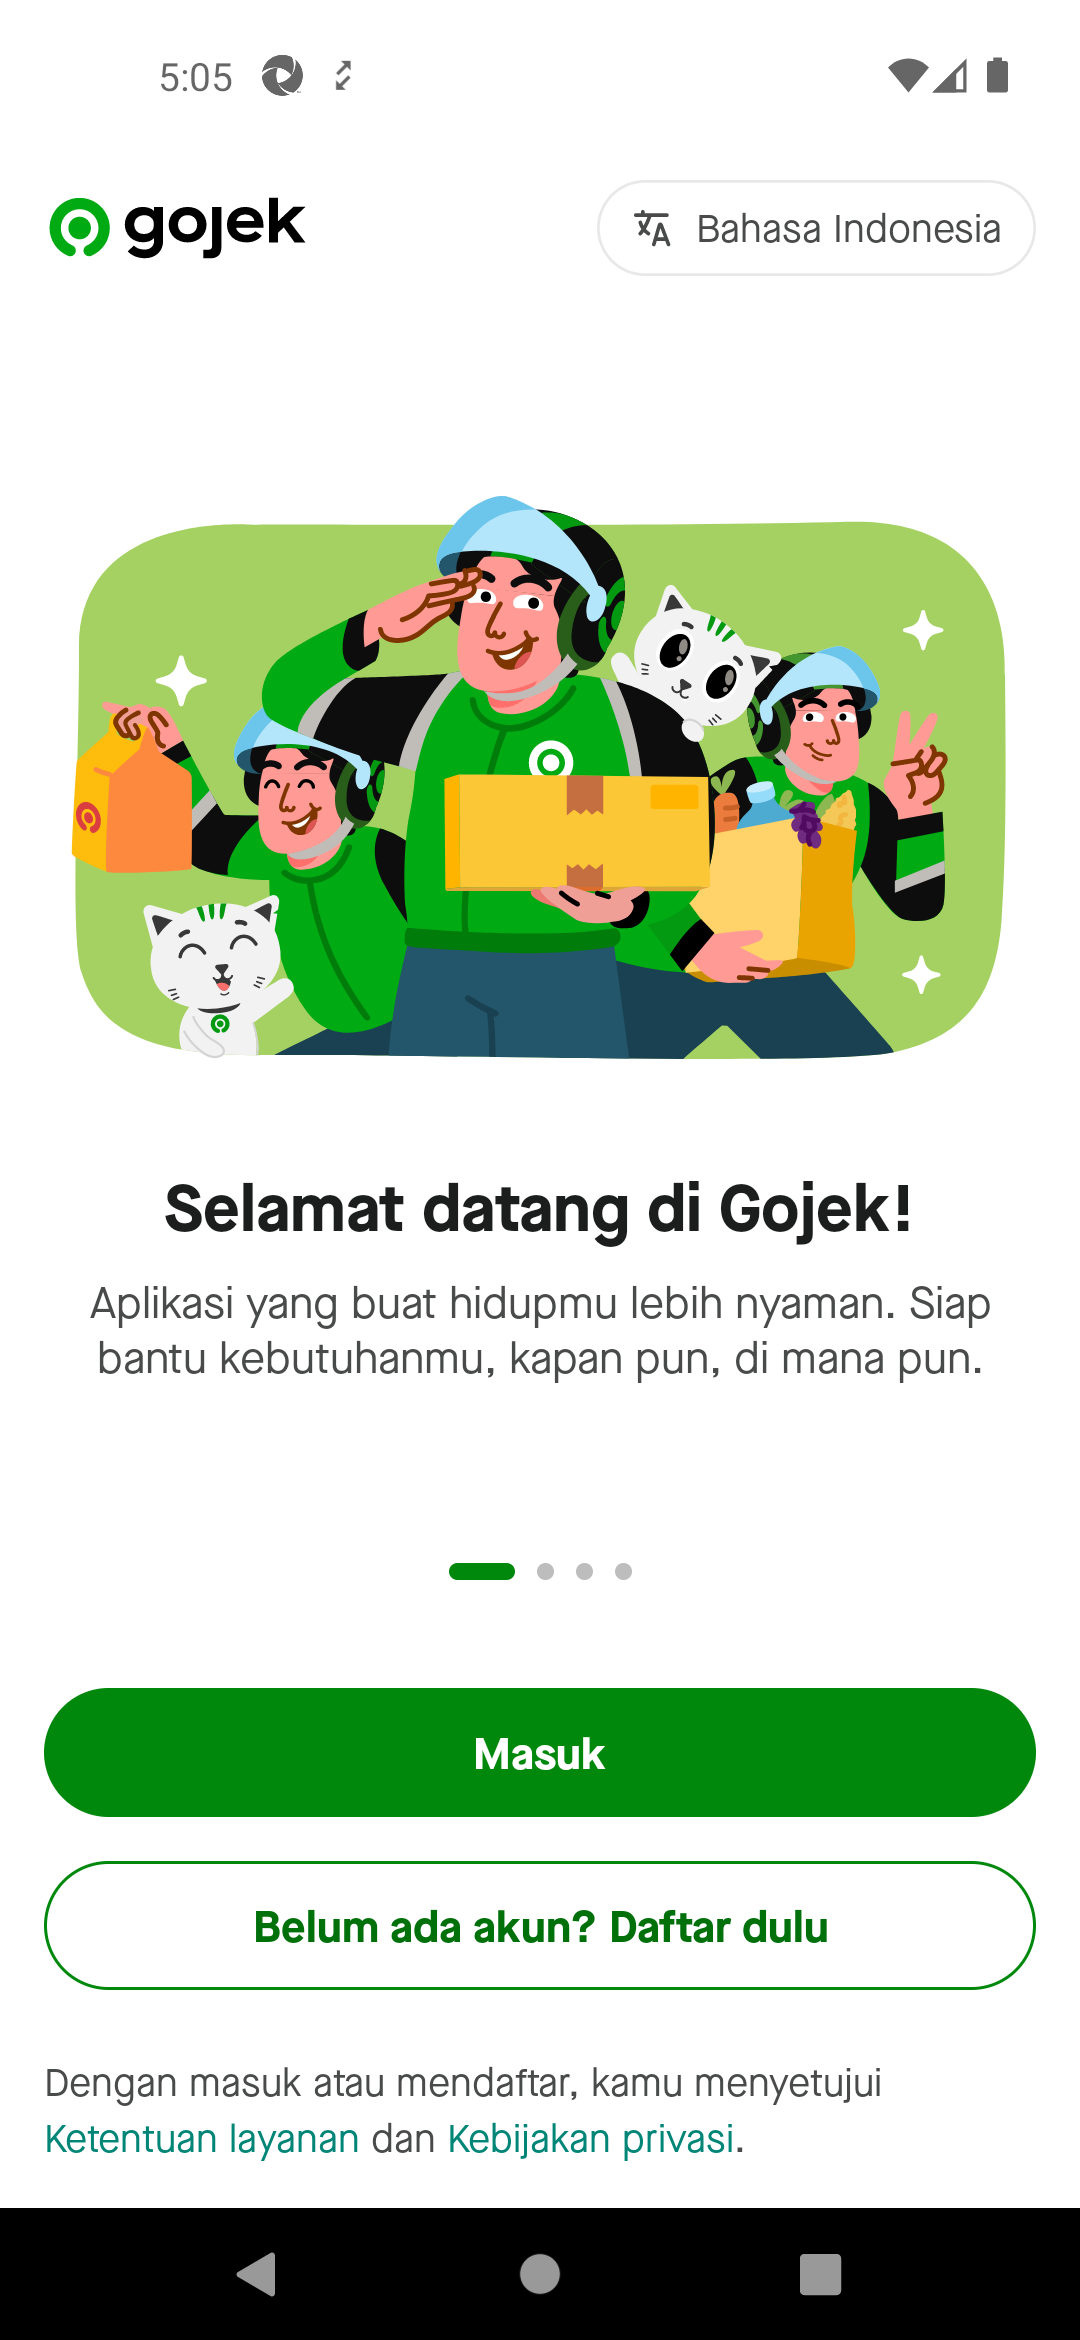 5:05
gojek
Bahasa Indonesia
Selamat datang di Gojek!
Aplikasi yang buat hidupmu lebih nyaman. Siap
bantu kebutuhanmu, kapan pun, di mana pun.
Masuk
Belum ada akun? Daftar dulu
Dengan masuk atau mendaftar, kamu menyetujui
Ketentuan layanan dan Kebijakan privasi.